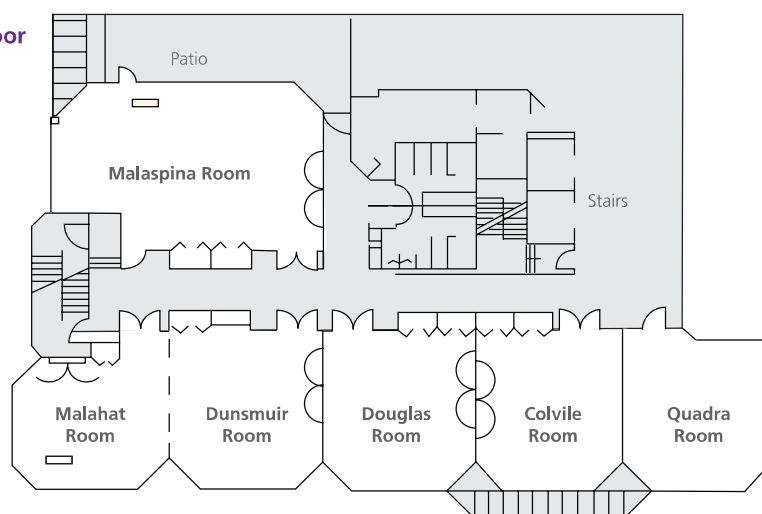 oor
Patio
Malaspina Room
Stairs
Malahat
Room
Dunsmuir
Room
Douglas
Room
Colvile
Room
Quadra
Room